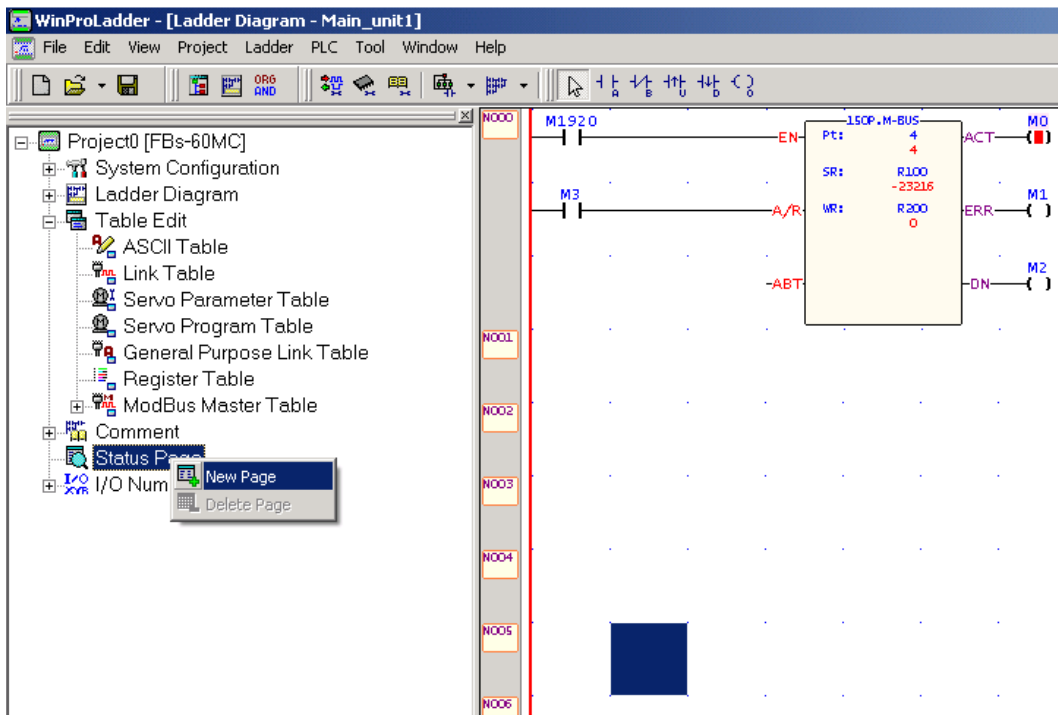 WinProLadder - [Ladder Diagram - Main_unit1]
File Edit View Project Ladder PLC Tool Window Help
ORG
AND
A B U D O
Project0 [FBs-60MC]
System Configuration
Ladder Diagram
Table Edit
ASCII Table
Link Table
Servo Parameter Table
Servo Program Table
General Purpose Link Table
Register Table
ModBus Master Table
Comment
Status Page
I/O Num
New Page
Delete Page
N000
M1920
EN
150P.M-BUS
Pt: 4
4
ACT
M0
SR: R100
-23216
M3
A/R
WR: R200
0
ERR
M1
ABT
DN
M2
N001
N002
N003
N004
N005
N006